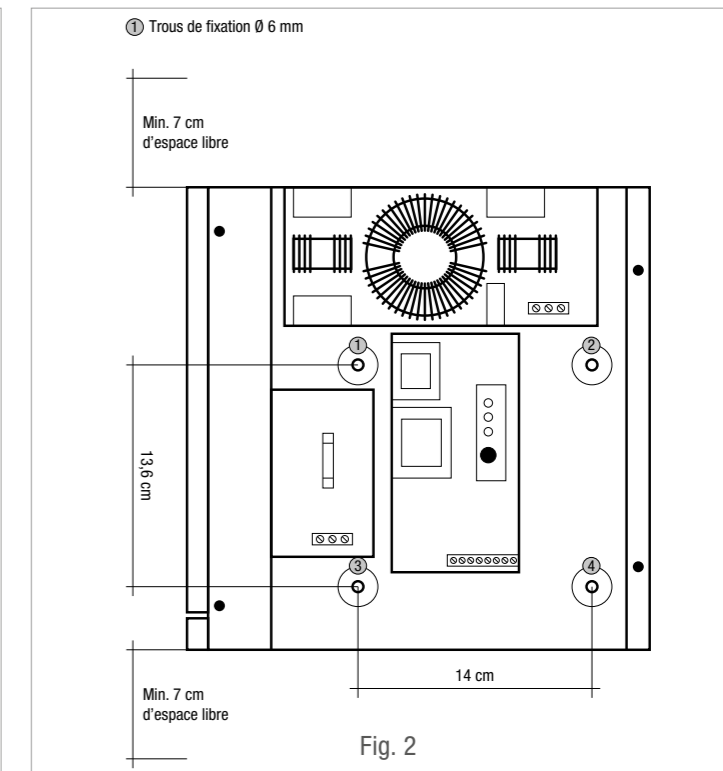 1 Trous de fixation Ø 6 mm
Min. 7 cm
d'espace libre
1
2
13,6 cm
3
4
14 cm
Min. 7 cm
d'espace libre
Fig. 2